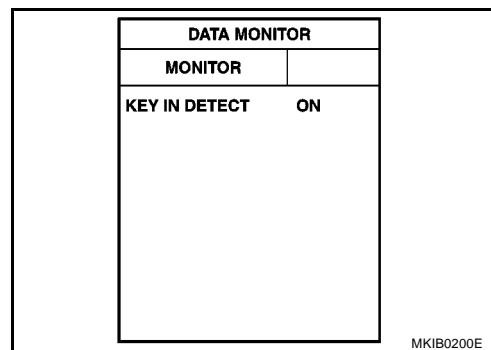 DATA MONITOR
MONITOR
KEY IN DETECT ON
MKIB0200E